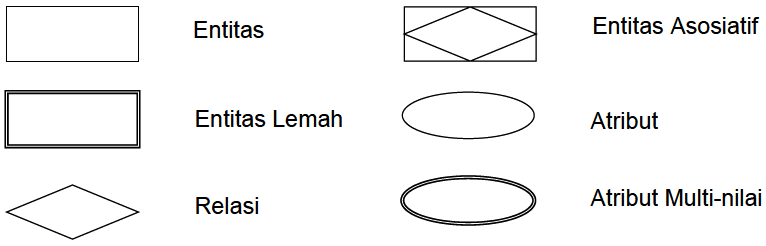 Entitas
Entitas Asosiatif
Entitas Lemah
Atribut
Relasi
Atribut Multi-nilai